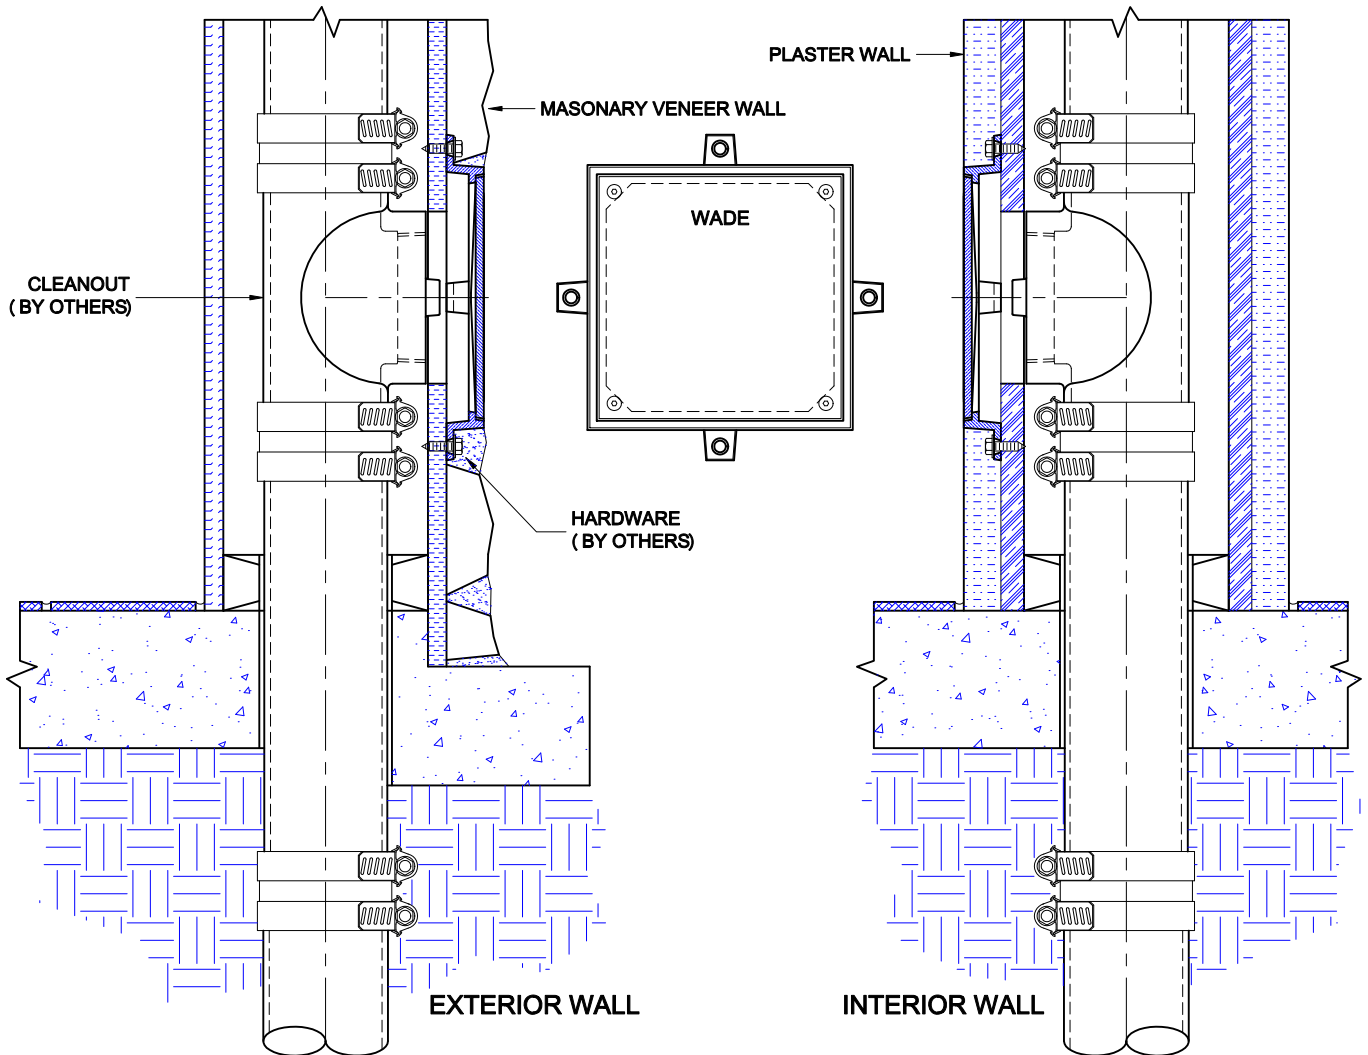 PLASTER WALL
MASONARY VENEER WALL
WADE
CLEANOUT
( BY OTHERS)
HARDWARE
( BY OTHERS)
EXTERIOR WALL
INTERIOR WALL